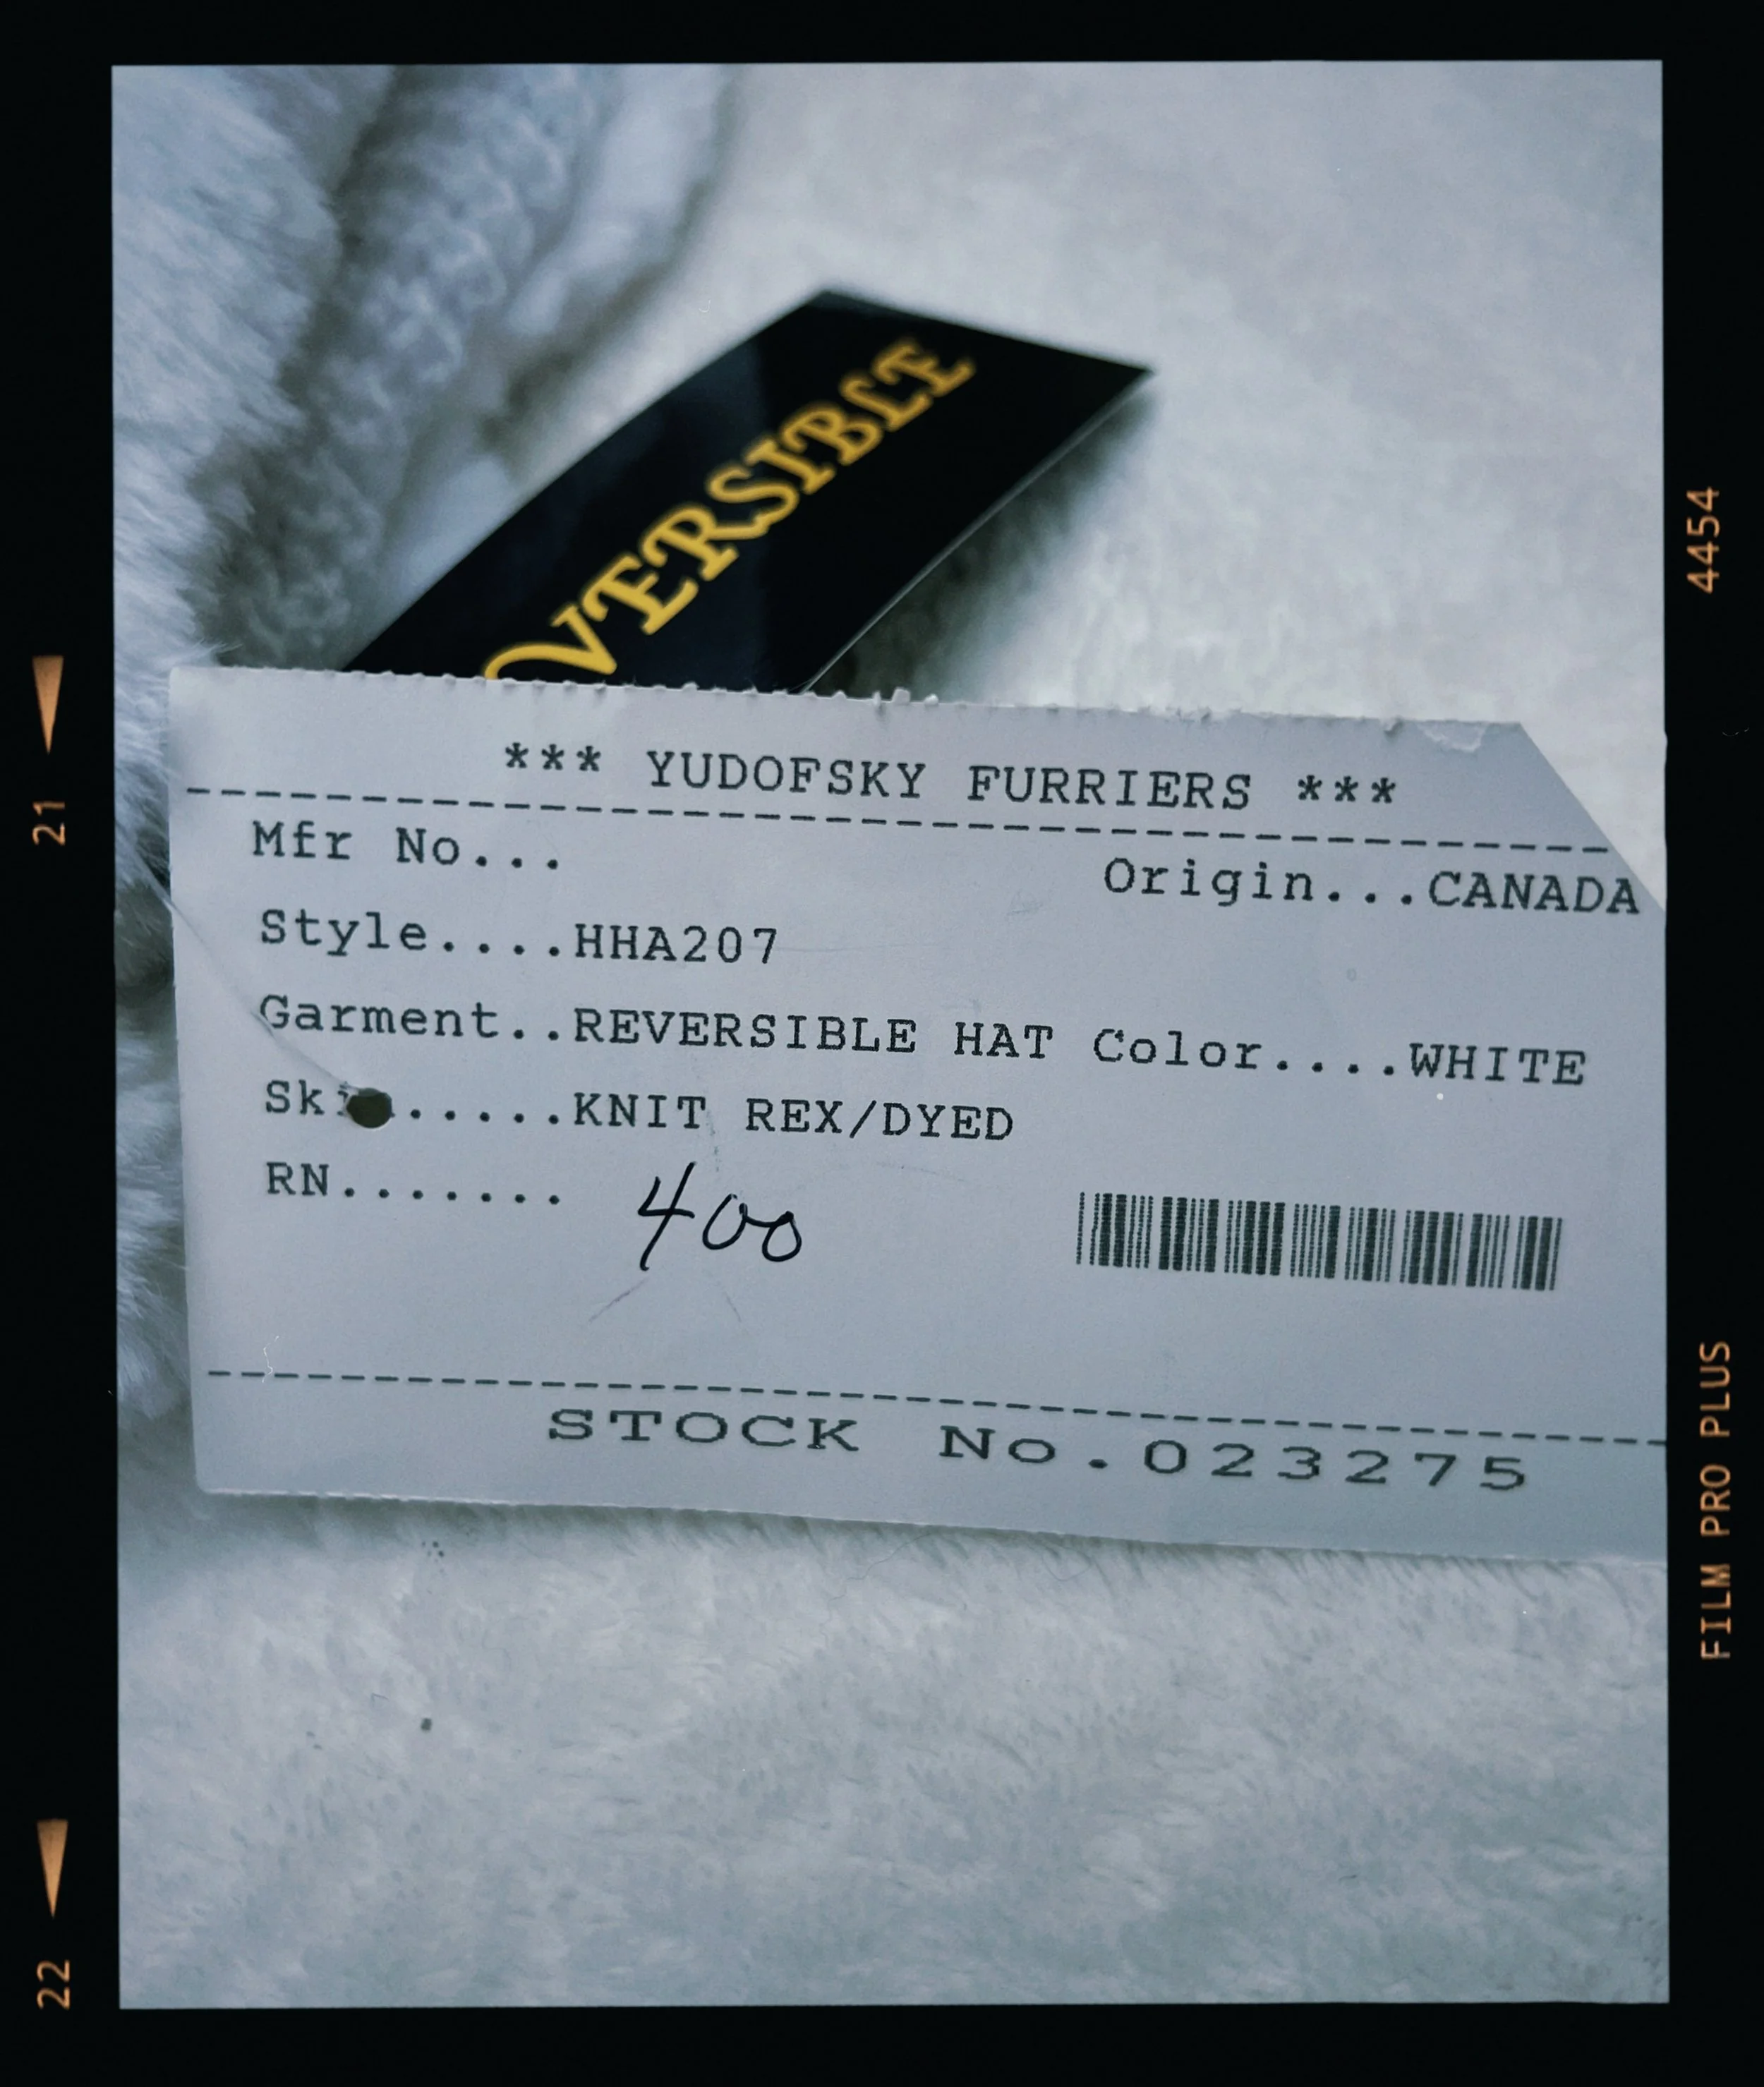 VERSIBLE
*** YUDOFSKY FURRIERS ***
Mfr No...
Origin...CANADA
Style....HHA207
Garment..REVERSIBLE HAT Color....WHITE
Ski.....KNIT REX/DYED
RN.......
400
STOCK No.023275
21
22
4454
FILM PRO PLUS